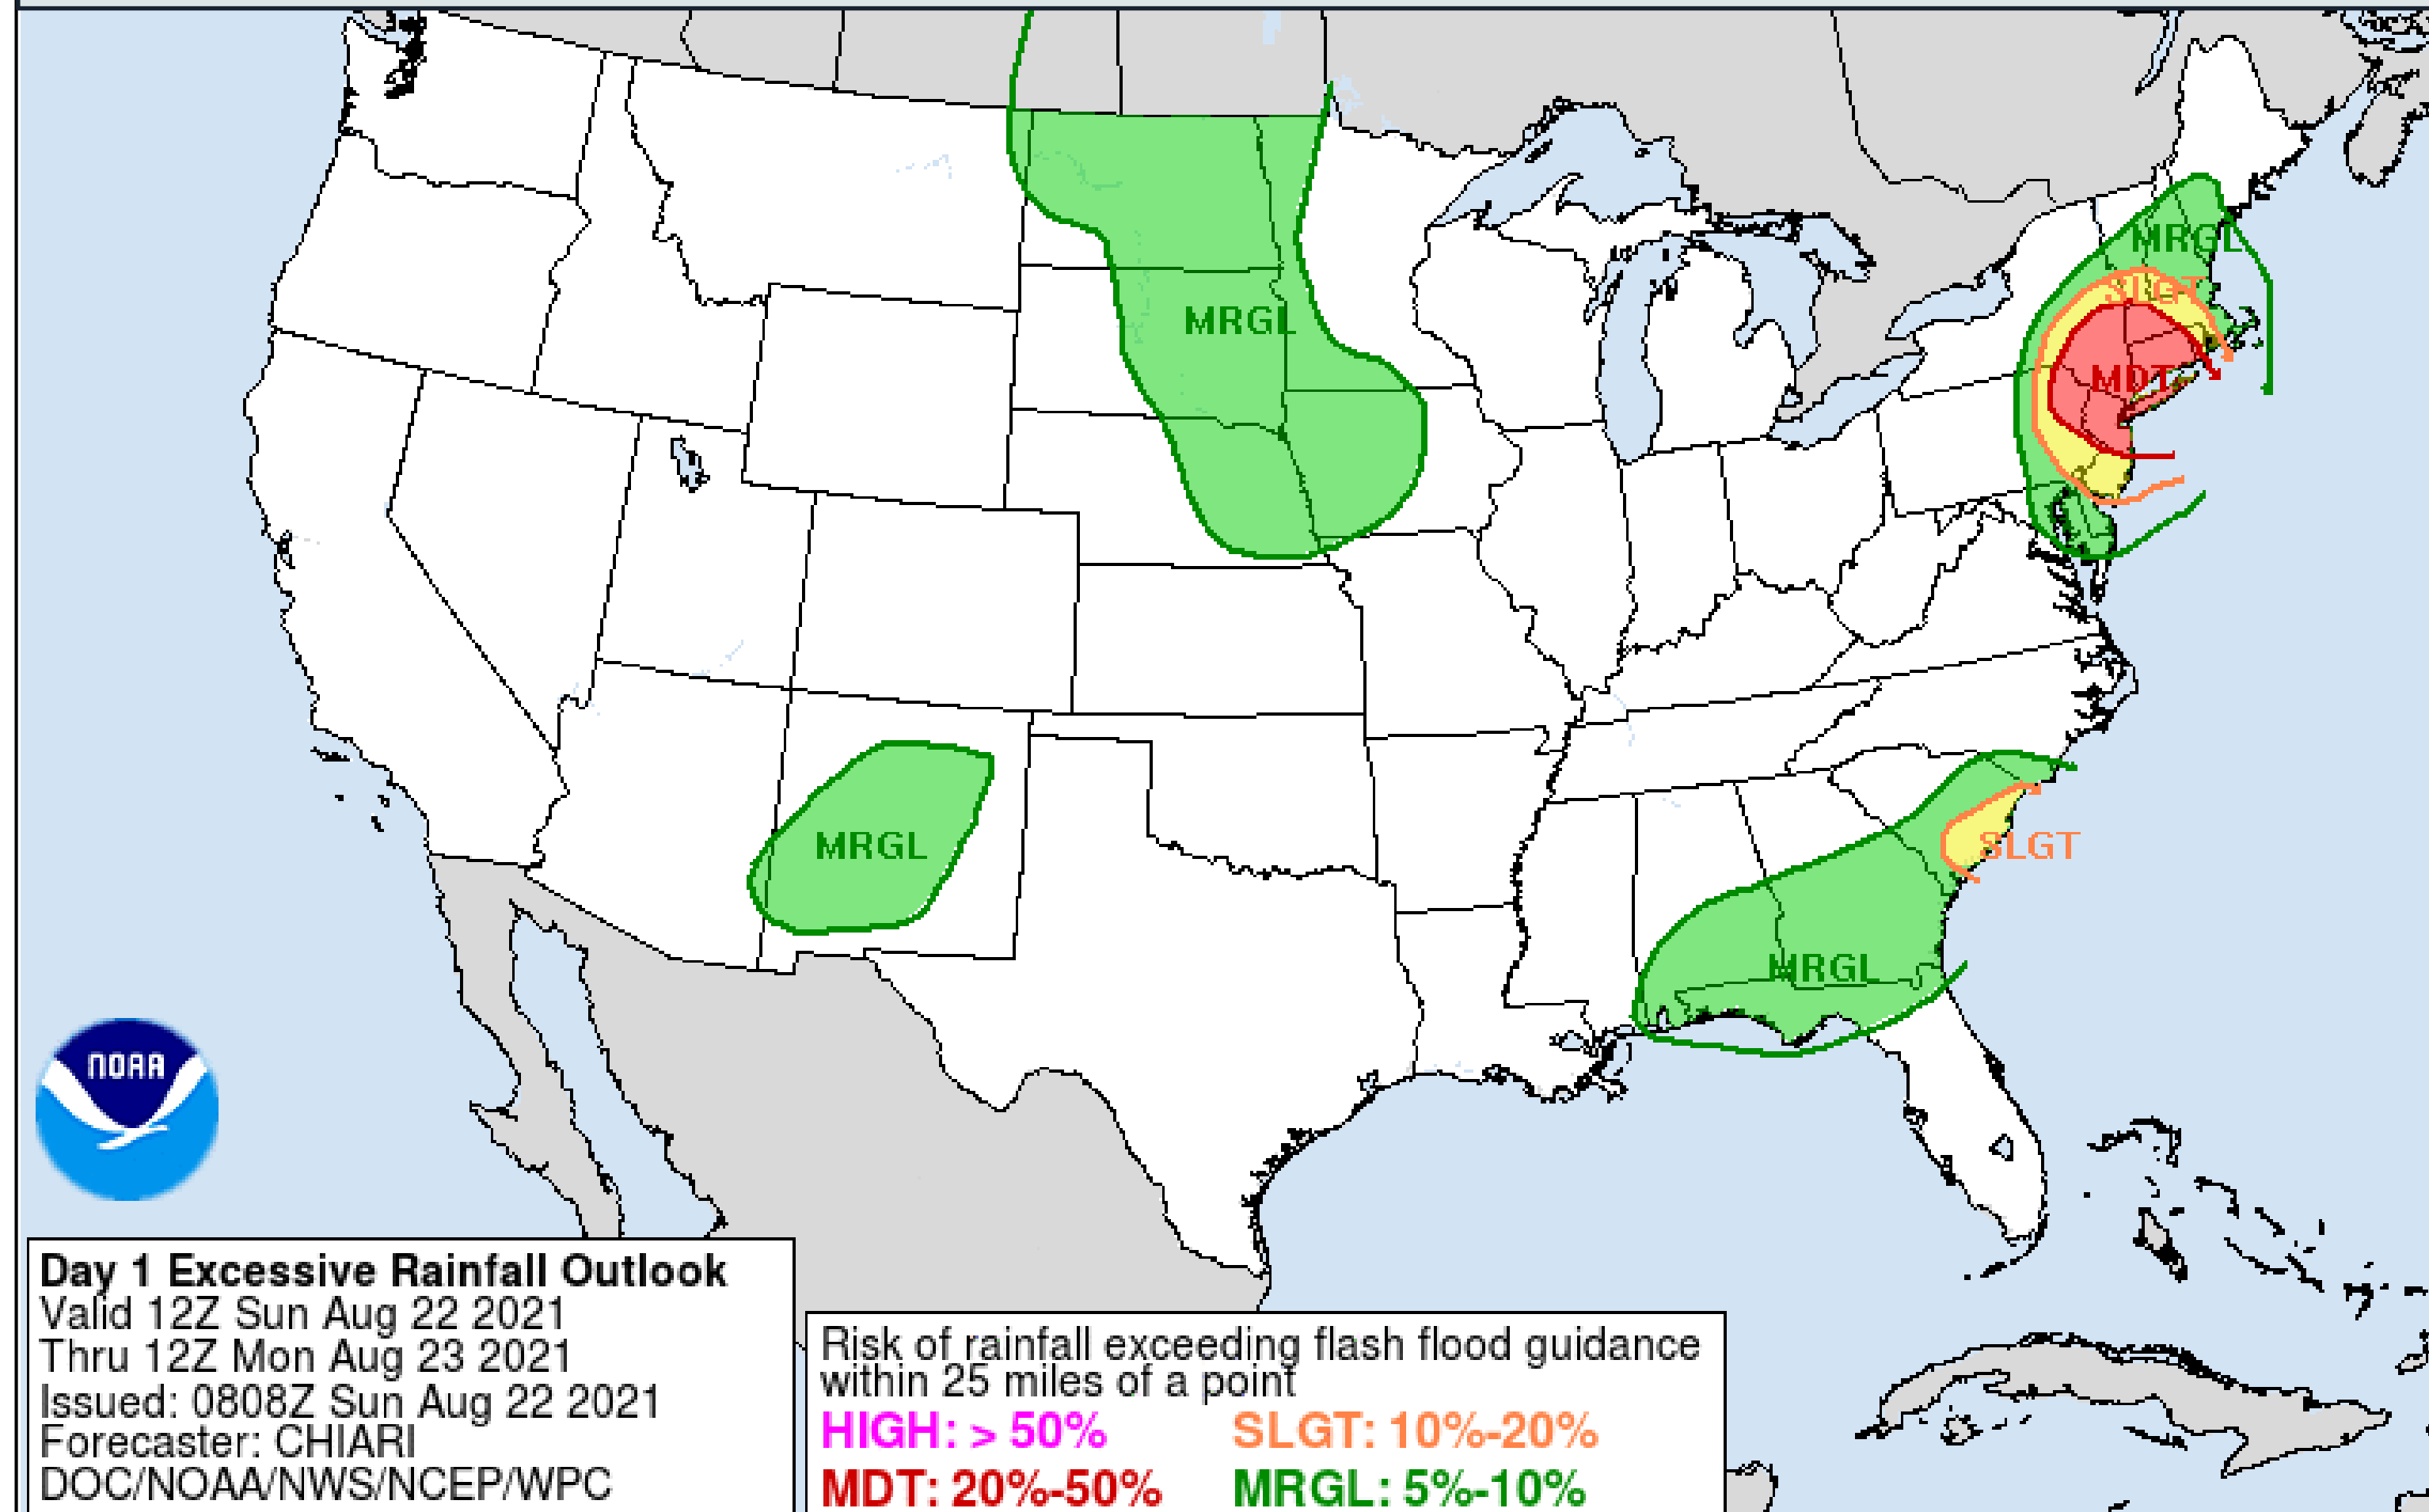 MRGL
SLGT
MRGL
MDT
MRGL
SLGT
MRGL
NOAA
Day 1 Excessive Rainfall Outlook
Valid 12Z Sun Aug 22 2021
Thru 12Z Mon Aug 23 2021
Issued: 0808Z Sun Aug 22 2021
Forecaster: CHIARI
DOC/NOAA/NWS/NCEP/WPC
Risk of rainfall exceeding flash flood guidance
within 25 miles of a point
HIGH: > 50% SLGT: 10%-20%
MDT: 20%-50% MRGL: 5%-10%